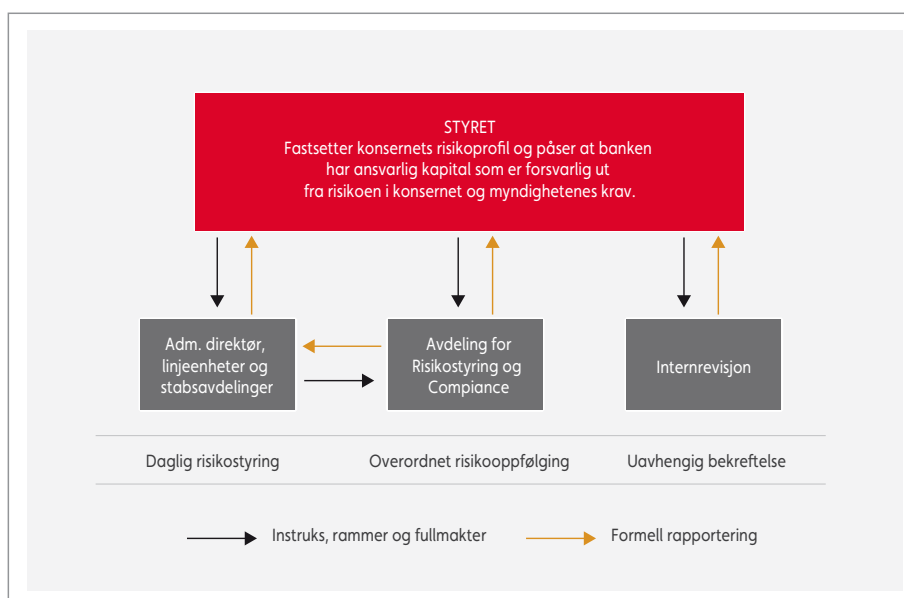 STYRET
Fastsetter konsernets risikoprofil og påser at banken
har ansvarlig kapital som er forsvarlig ut
fra risikoen i konsernet og myndighetenes krav.
Adm. direktør,
linjeenheter og
stabsavdelinger
Avdeling for
Risikostyring og
Compiance
Internrevisjon
Daglig risikostyring
Overordnet risikooppfølging
Uavhengig bekreftelse
Instruks, rammer og fullmakter
Formell rapportering